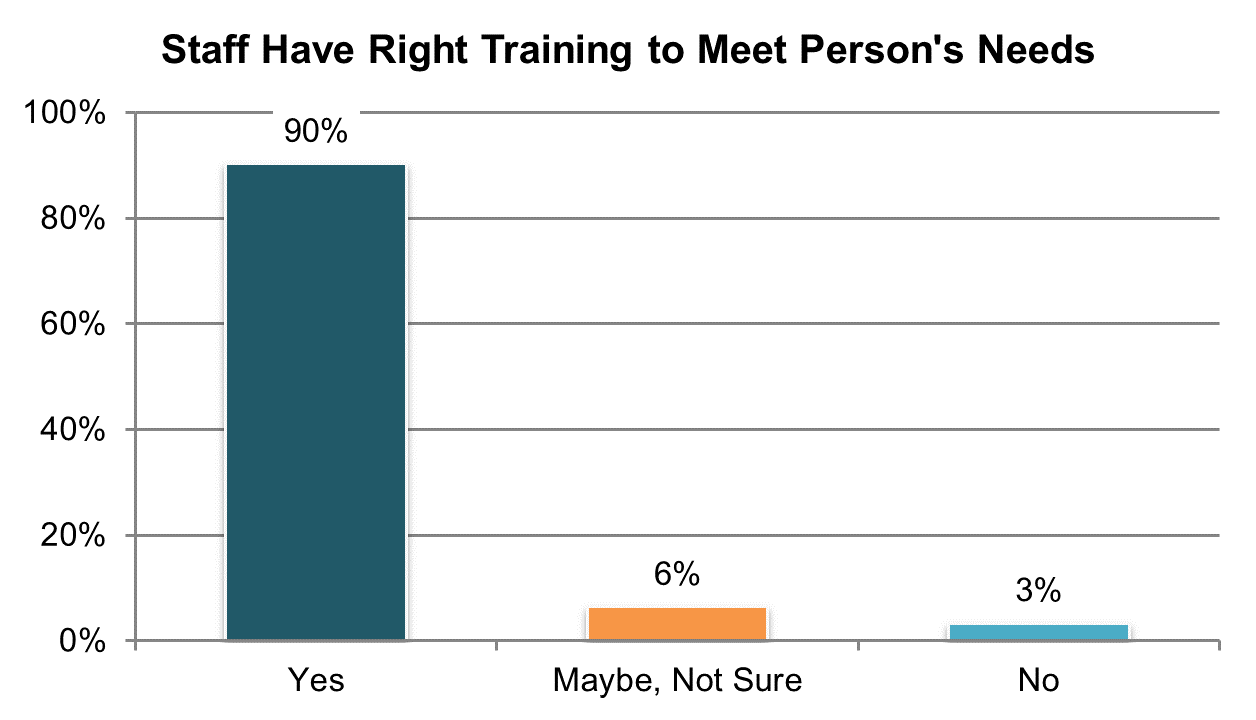 Staff Have Right Training to Meet Person's Needs
100%
90%
80%
60%
40%
20%
6%
3%
0%
Yes
Maybe, Not Sure
No